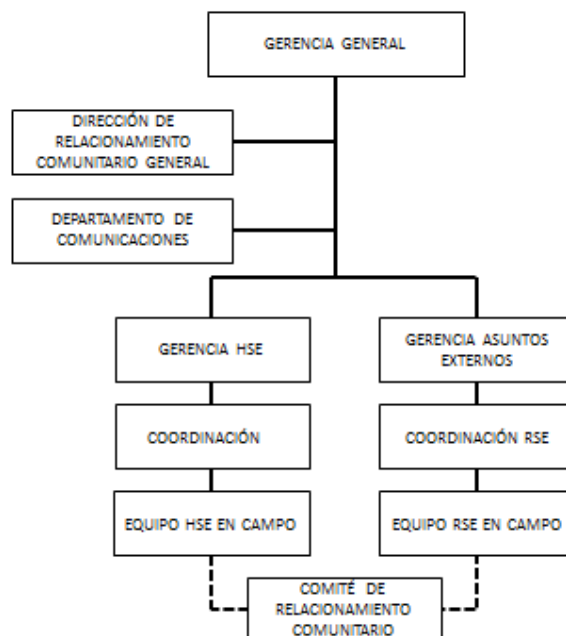 GERENCIA GENERAL
DIRECCIÓN DE
RELACIONAMIENTO
COMUNITARIO GENERAL
DEPARTAMENTO DE
COMUNICACIONES
GERENCIA HSE
GERENCIA ASUNTOS
EXTERNOS
COORDINACIÓN
COORDINACIÓN RSE
EQUIPO HSE EN CAMPO
EQUIPO RSE EN CAMPO
COMITÉ DE
RELACIONAMIENTO
COMUNITARIO